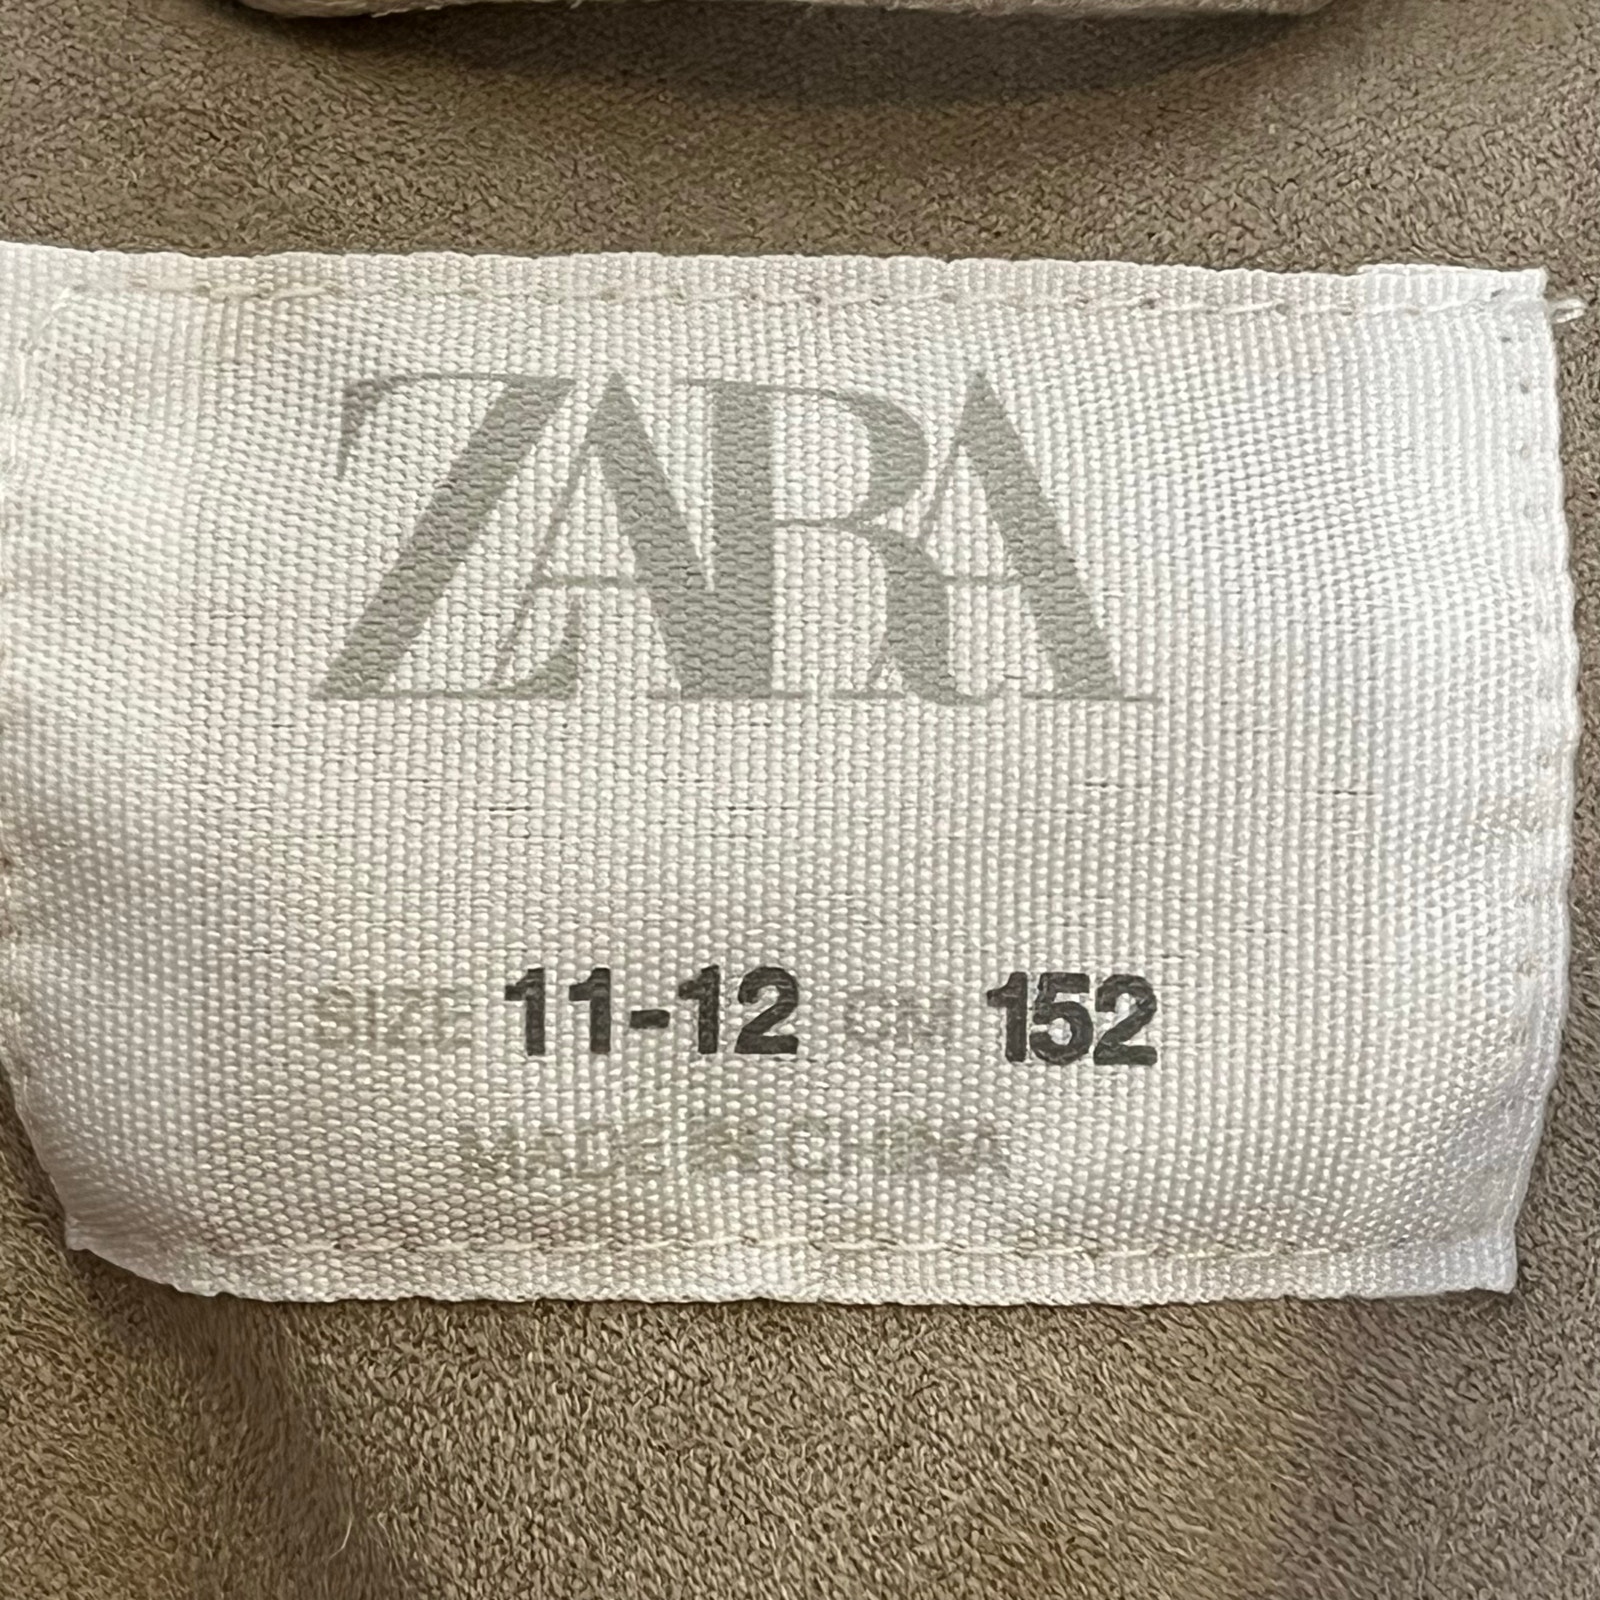 ZARA
SIZE 11-12 CM 152
MADE IN CHINA